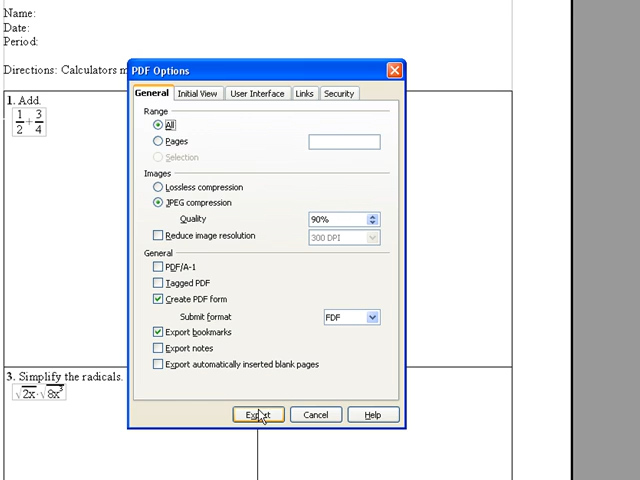 Name:
Date:
Period:
Directions: Calculators
1. Add.
1/2 + 3/4
3. Simplify the radicals.
√2x · √8x³
PDF Options
General Initial View User Interface Links Security
Range
All
Pages
Selection
Images
Lossless compression
JPEG compression
Quality 90%
Reduce image resolution 300 DPI
General
PDF/A-1
Tagged PDF
Create PDF form
Submit format FDF
Export bookmarks
Export notes
Export automatically inserted blank pages
Export Cancel Help